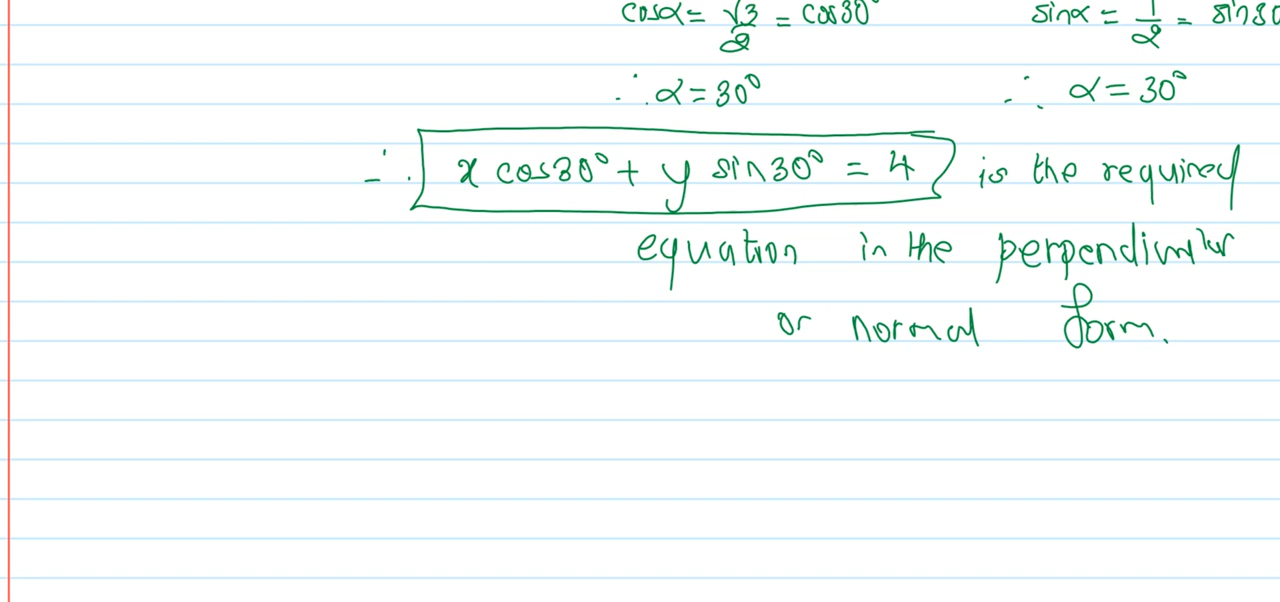 cosα = √3/2 = cos30° sinα = 1/2 = sin30
∴ α = 30° ∴ α = 30°
∴ x cos30° + y sin30° = 4 is the required
equation in the perpendicular
or normal form.